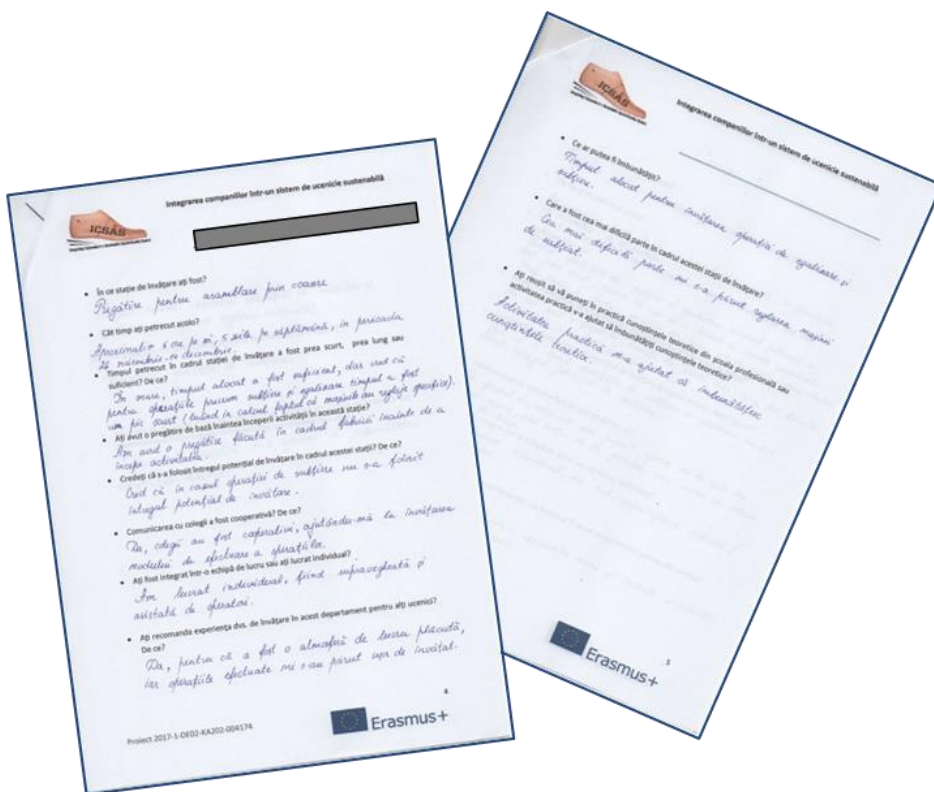 ICSAS
Integrarea companiilor într-un sistem de ucenicie sustenabilă
• În ce stație de învățare ați fost?
Pregătire pentru asamblare prin coasere
• Cât timp ați petrecut acolo?
Aproximativ 6 ore pe zi, 5 zile pe săptămână, în perioada
26 noiembrie - 10 decembrie.
• Timpul petrecut în cadrul stației de învățare a fost prea scurt, prea lung sau
suficient? De ce?
În mare, timpul alocat a fost suficient, dar cred că
pentru operațiile precum subțiere și egalizare timpul a fost
um pic scurt (luând în calcul faptul că mașinile au reglaje specifice).
• Ați avut o pregătire de bază înaintea începerii activității în această stație?
Am avut o pregătire făcută în cadrul fabricii înainte de a
începe activitatea.
• Credeți că s-a folosit întregul potențial de învățare în cadrul acestei stații? De ce?
Cred că în cazul operației de subțiere nu s-a folosit
întregul potențial de învățare.
• Comunicarea cu colegii a fost cooperativă? De ce?
Da, colegii au fost cooperativi, ajutându-mă la învățarea
modului de efectuare a operațiilor.
• Ați fost integrat într-o echipă de lucru sau ați lucrat individual?
Am lucrat individual, fiind supravegheată și
asistată de operatori.
• Ați recomanda experiența dvs. de învățare în acest departament pentru alți ucenici?
De ce?
Da, pentru că a fost o atmosferă de lucru plăcută,
iar operațiile efectuate mi s-au părut ușor de învățat.
4
Proiect 2017-1-DE02-KA202-004174
Erasmus+
ICSAS
Integrarea companiilor într-un sistem de ucenicie sustenabilă
• Ce ar putea fi îmbunătățit?
Timpul alocat pentru învățarea operației de egalizare și
subțiere.
• Care a fost cea mai dificilă parte în cadrul acestei stații de învățare?
Cea mai dificilă parte mi s-a părut reglarea mașinii
de subțiat.
• Ați reușit să vă puneți în practică cunoștințele teoretice din școala profesională sau
activitatea practică v-a ajutat să îmbunătățiți cunoștințele teoretice?
Activitatea practică m-a ajutat să îmbunătățesc
cunoștințele teoretice.
Erasmus+